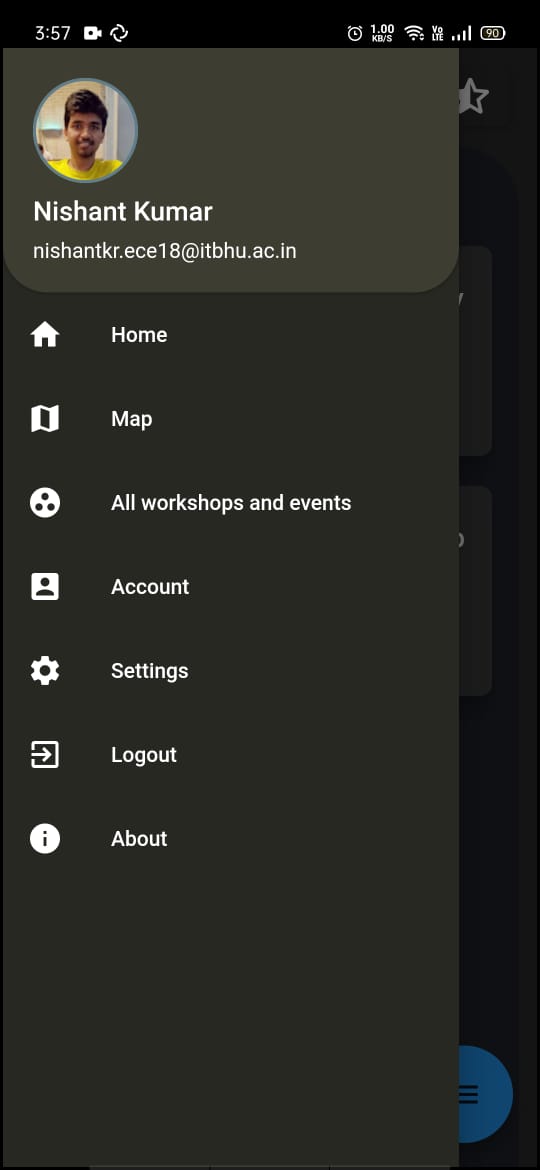 3:57
1.00
KB/S
Vo
LTE
90
Nishant Kumar
nishantkr.ece18@itbhu.ac.in
Home
Map
All workshops and events
Account
Settings
Logout
About